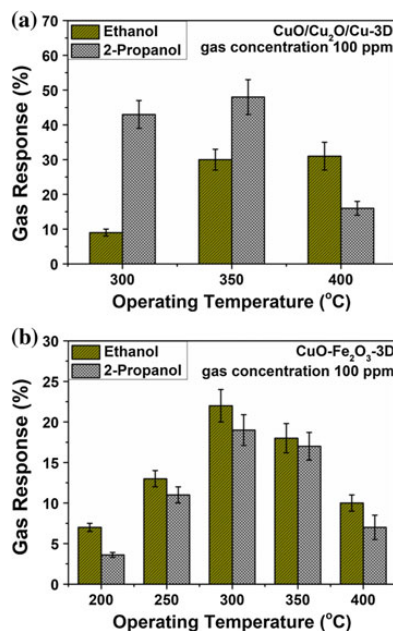 (a)
70
60
50
40
30
20
10
0
Gas Response (%)
Ethanol
2-Propanol
CuO/Cu₂O/Cu-3D
gas concentration 100 ppm
300 350 400
Operating Temperature (°C)
(b)
30
25
20
15
10
5
0
Gas Response (%)
Ethanol
2-Propanol
CuO-Fe₂O₃-3D
gas concentration 100 ppm
200 250 300 350 400
Operating Temperature (°C)